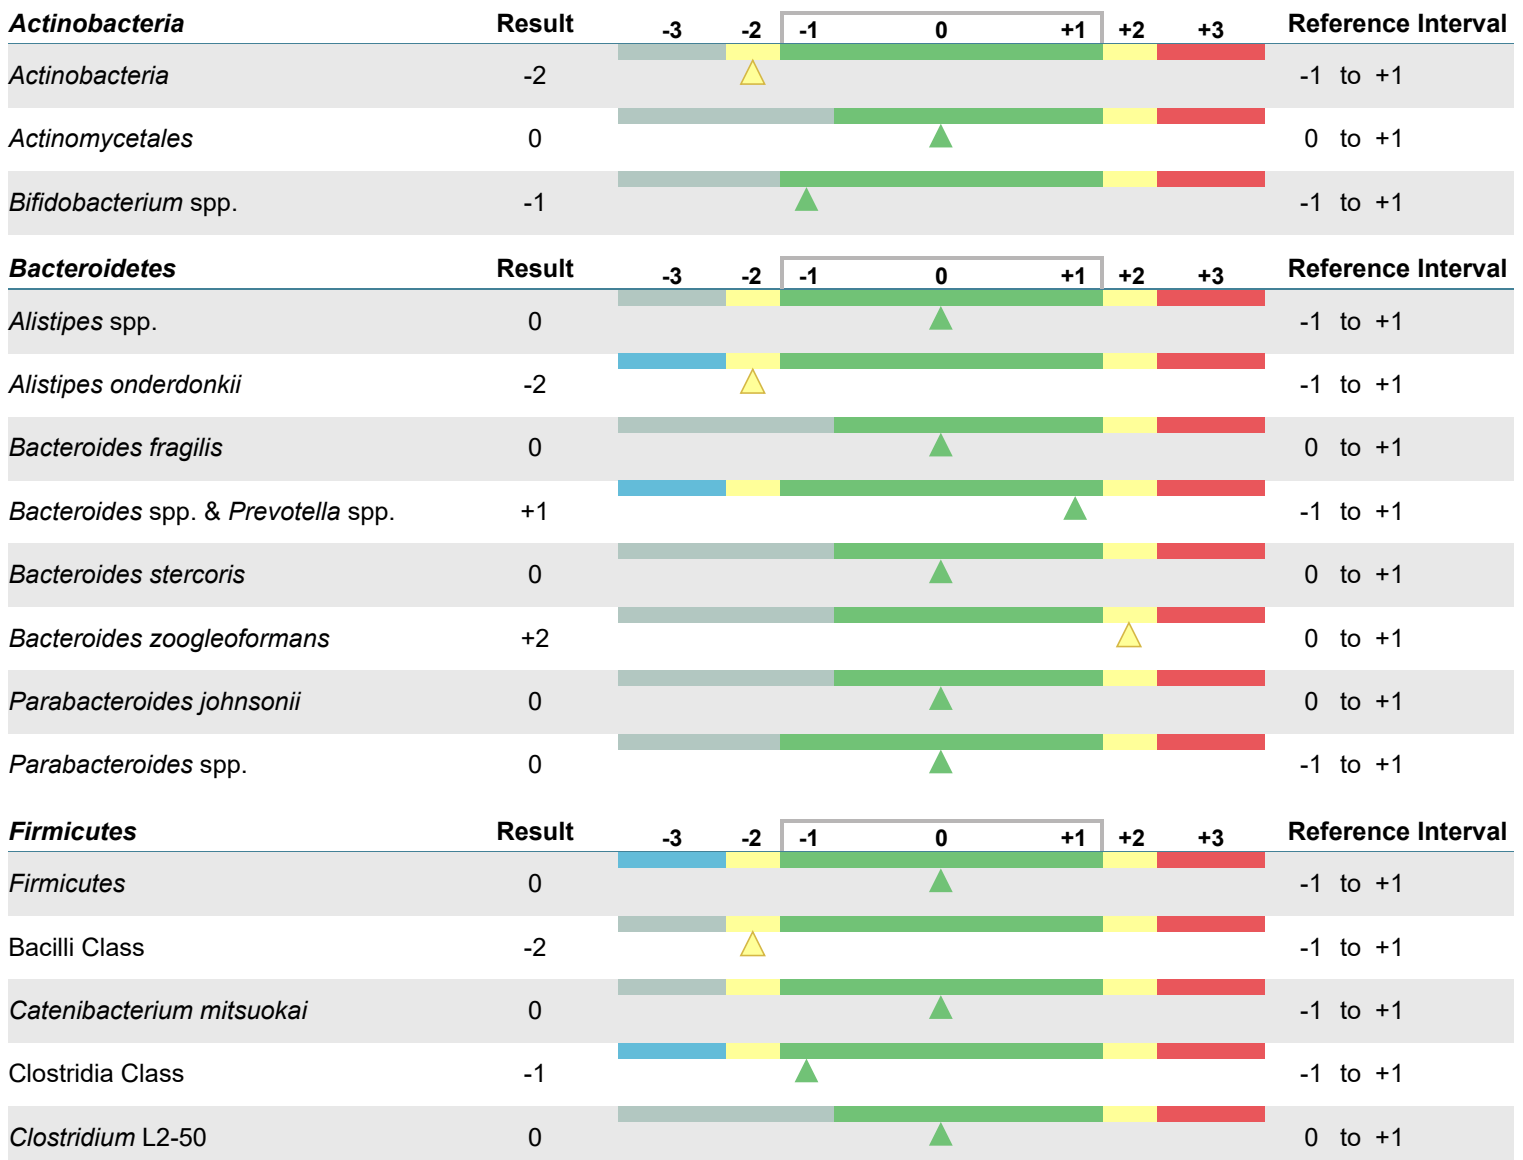 Actinobacteria Result -3 -2 -1 0 +1 +2 +3 Reference Interval
Actinobacteria -2 -1 to +1
Actinomycetales 0 0 to +1
Bifidobacterium spp. -1 -1 to +1
Bacteroidetes Result -3 -2 -1 0 +1 +2 +3 Reference Interval
Alistipes spp. 0 -1 to +1
Alistipes onderdonkii -2 -1 to +1
Bacteroides fragilis 0 0 to +1
Bacteroides spp. & Prevotella spp. +1 -1 to +1
Bacteroides stercoris 0 0 to +1
Bacteroides zoogleoformans +2 0 to +1
Parabacteroides johnsonii 0 0 to +1
Parabacteroides spp. 0 -1 to +1
Firmicutes Result -3 -2 -1 0 +1 +2 +3 Reference Interval
Firmicutes 0 -1 to +1
Bacilli Class -2 -1 to +1
Catenibacterium mitsuokai 0 -1 to +1
Clostridia Class -1 -1 to +1
Clostridium L2-50 0 0 to +1